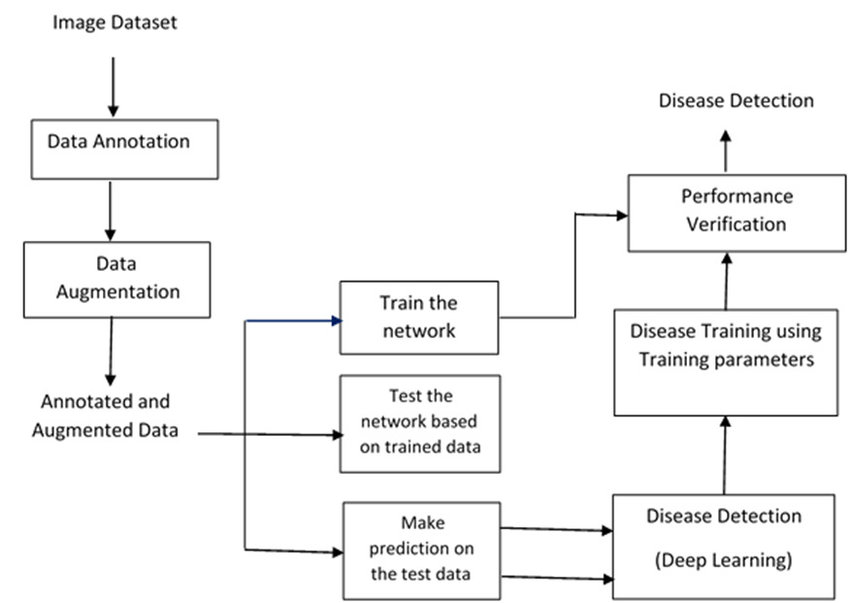 Image Dataset
Data Annotation
Data
Augmentation
Annotated and
Augmented Data
Train the
network
Test the
network based
on trained data
Make
prediction on
the test data
Disease Detection
Performance
Verification
Disease Training using
Training parameters
Disease Detection
(Deep Learning)